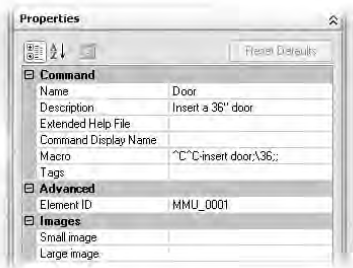 Properties
Reset Defaults
Command
Name Door
Description Insert a 36" door
Extended Help File
Command Display Name
Macro ^C^C-insert door;\36;;
Tags
Advanced
Element ID MMU_0001
Images
Small image
Large image